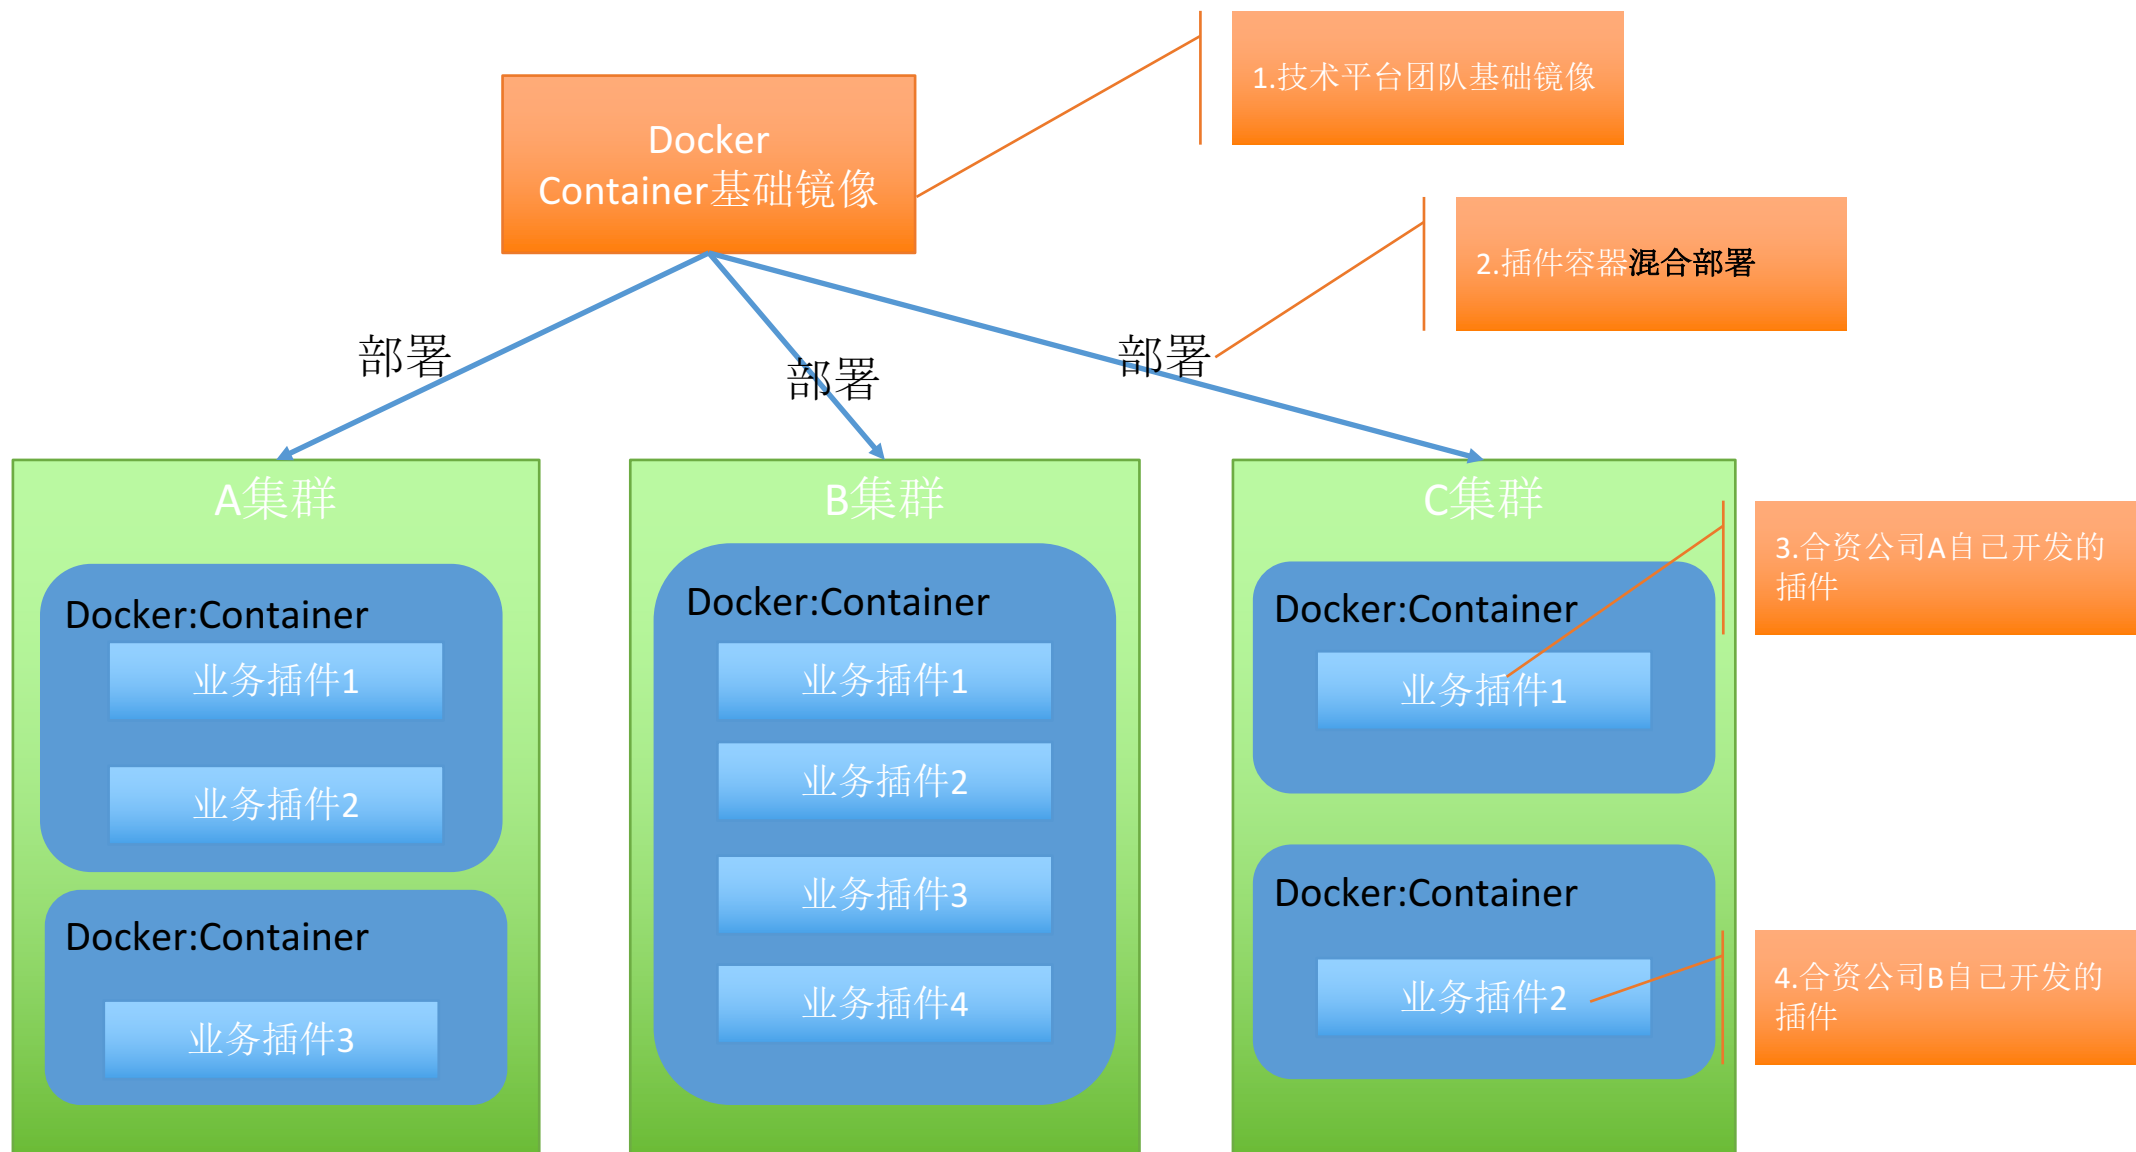 1.技术平台团队基础镜像
Docker
Container基础镜像
2.插件容器混合部署
部署
部署
部署
A集群
Docker:Container
业务插件1
业务插件2
Docker:Container
业务插件3
B集群
Docker:Container
业务插件1
业务插件2
业务插件3
业务插件4
C集群
Docker:Container
业务插件1
Docker:Container
业务插件2
3.合资公司A自己开发的
插件
4.合资公司B自己开发的
插件